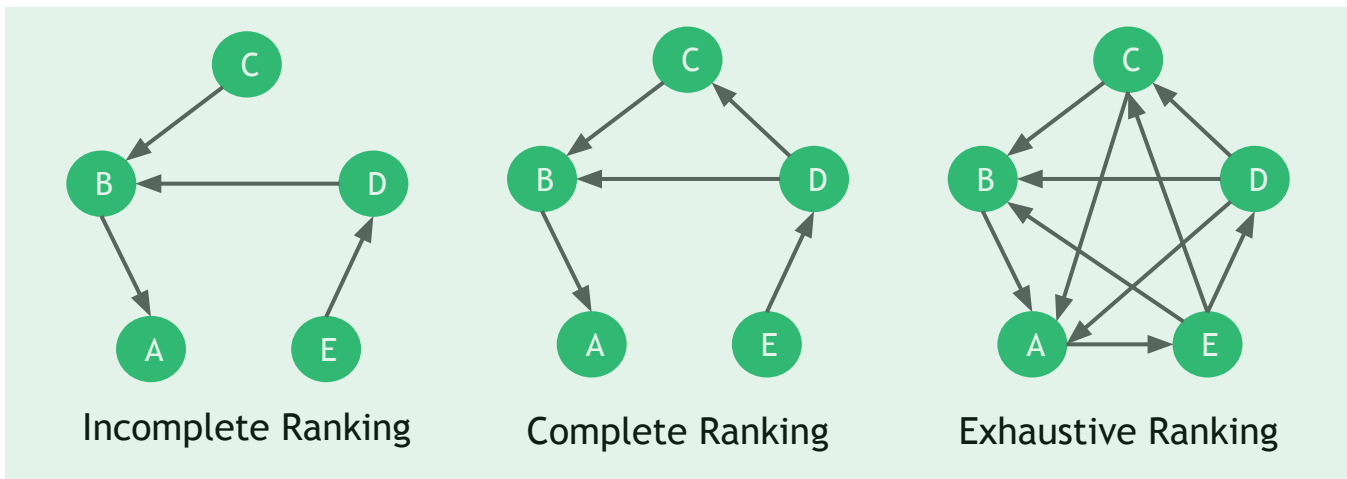 C
B
D
A
E
Incomplete Ranking
C
B
D
A
E
Complete Ranking
C
B
D
A
E
Exhaustive Ranking